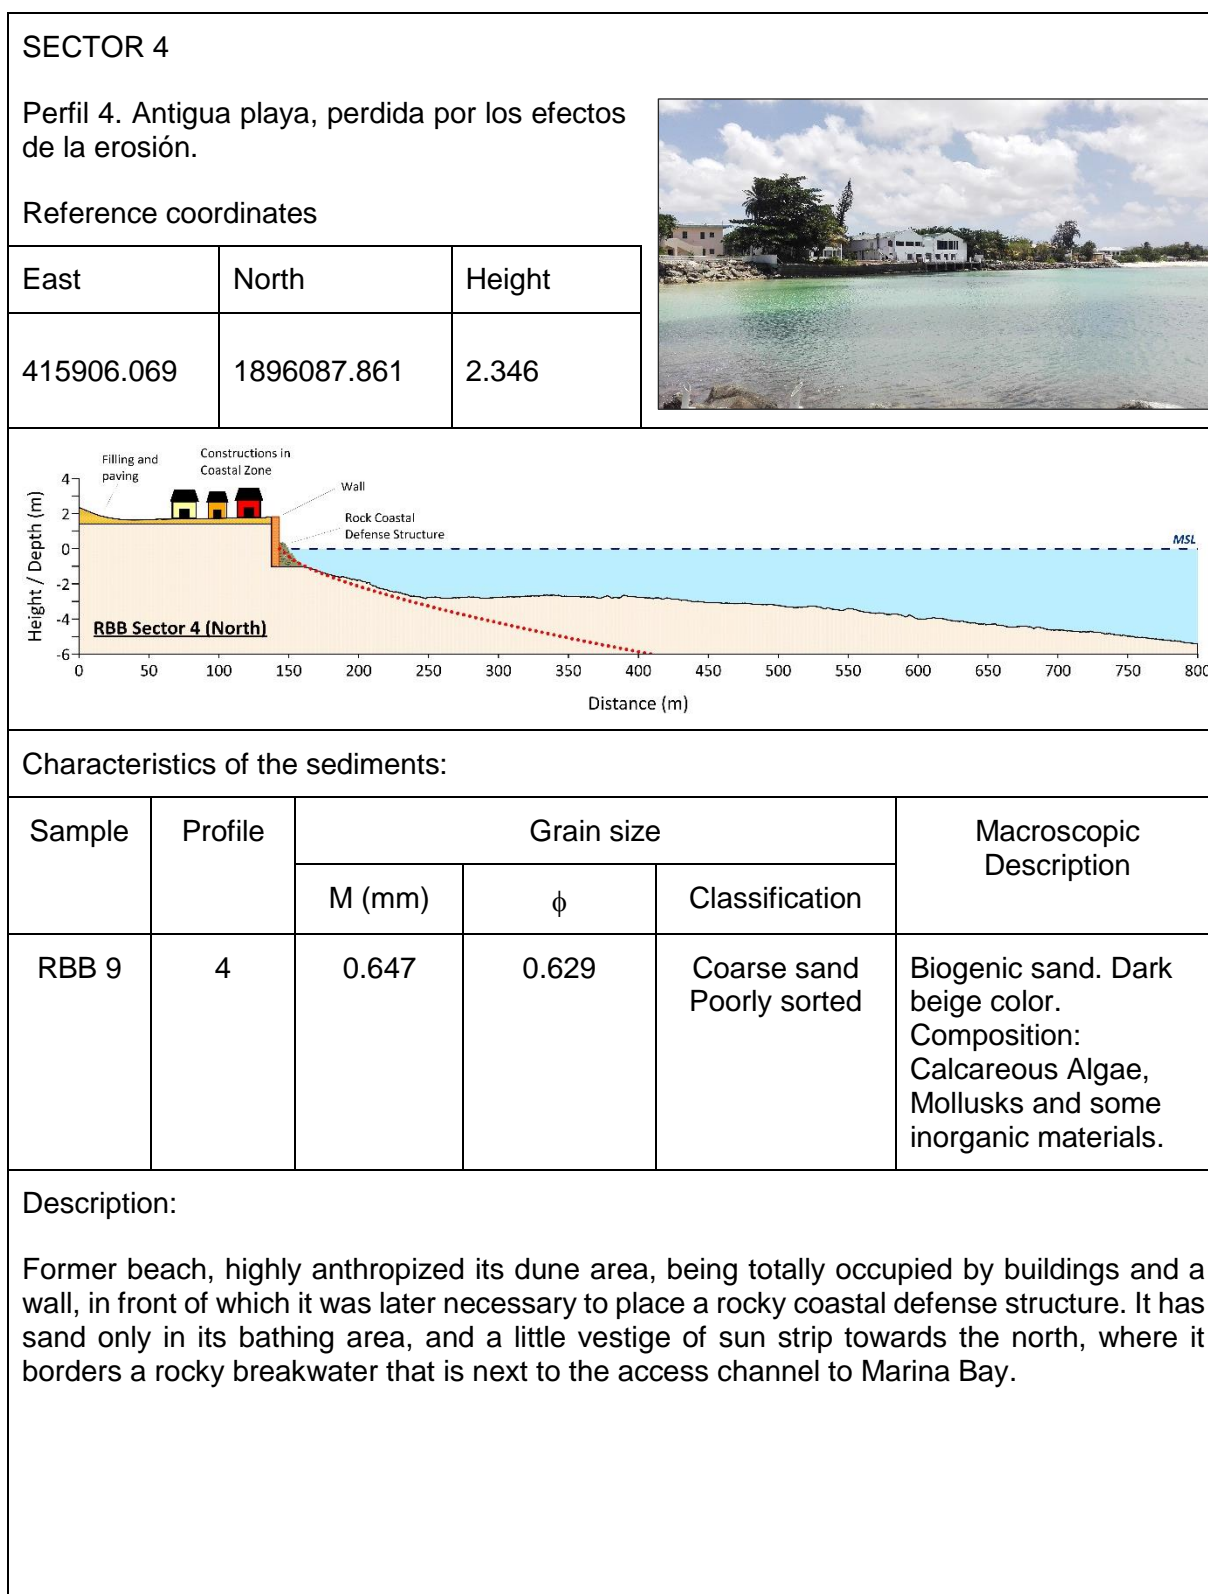 SECTOR 4
Perfil 4. Antigua playa, perdida por los efectos
de la erosión.
Reference coordinates
East North Height
415906.069 1896087.861 2.346
Filling and
paving
Constructions in
Coastal Zone
Wall
Rock Coastal
Defense Structure
MSL
Height / Depth (m)
4
2
0
-2
-4
-6
RBB Sector 4 (North)
0 50 100 150 200 250 300 350 400 450 500 550 600 650 700 750 800
Distance (m)
Characteristics of the sediments:
Sample Profile Grain size Macroscopic
Description
M (mm) ϕ Classification
RBB 9 4 0.647 0.629 Coarse sand Biogenic sand. Dark
Poorly sorted beige color.
Composition:
Calcareous Algae,
Mollusks and some
inorganic materials.
Description:
Former beach, highly anthropized its dune area, being totally occupied by buildings and a
wall, in front of which it was later necessary to place a rocky coastal defense structure. It has
sand only in its bathing area, and a little vestige of sun strip towards the north, where it
borders a rocky breakwater that is next to the access channel to Marina Bay.